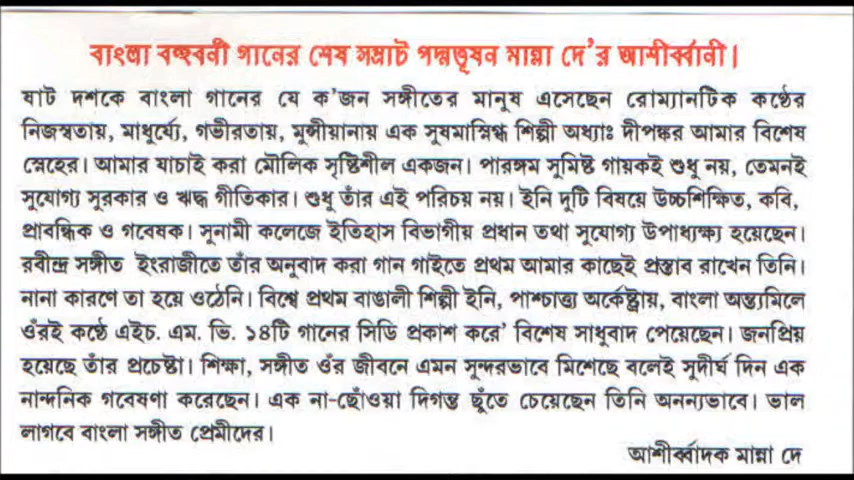 বাংলা বহুবর্ণী গানের শেষ সম্রাট পদ্মভূষন মান্না দে'র আশীর্ব্বানী।
ষাট দশকে বাংলা গানের যে ক'জন সঙ্গীতের মানুষ এসেছেন রোম্যানটিক কণ্ঠের
নিজস্বতায়, মাধুর্য্যে, গভীরতায়, মুন্সীয়ানায় এক সুষমাস্নিগ্ধ শিল্পী অধ্যাঃ দীপঙ্কর আমার বিশেষ
স্নেহের। আমার যাচাই করা মৌলিক সৃষ্টিশীল একজন। পারঙ্গম সুমিষ্ট গায়কই শুধু নয়, তেমনই
সুযোগ্য সুরকার ও ঋদ্ধ গীতিকার। শুধু তাঁর এই পরিচয় নয়। ইনি দুটি বিষয়ে উচ্চশিক্ষিত, কবি,
প্রাবন্ধিক ও গবেষক। সুনামী কলেজে ইতিহাস বিভাগীয় প্রধান তথা সুযোগ্য উপাধ্যক্ষ্য হয়েছেন।
রবীন্দ্র সঙ্গীত ইংরাজীতে তাঁর অনুবাদ করা গান গাইতে প্রথম আমার কাছেই প্রস্তাব রাখেন তিনি।
নানা কারণে তা হয়ে ওঠেনি। বিশ্বে প্রথম বাঙালী শিল্পী ইনি, পাশ্চাত্ত্য অর্কেষ্ট্রায়, বাংলা অন্ত্যমিলে
ওঁরই কণ্ঠে এইচ. এম. ভি. ১৪টি গানের সিডি প্রকাশ করে' বিশেষ সাধুবাদ পেয়েছেন। জনপ্রিয়
হয়েছে তাঁর প্রচেষ্টা। শিক্ষা, সঙ্গীত ওঁর জীবনে এমন সুন্দরভাবে মিশেছে বলেই সুদীর্ঘ দিন এক
নান্দনিক গবেষণা করেছেন। এক না-ছোঁওয়া দিগন্ত ছুঁতে চেয়েছেন তিনি অনন্যভাবে। ভাল
লাগবে বাংলা সঙ্গীত প্রেমীদের।
আশীর্ব্বাদক মান্না দে